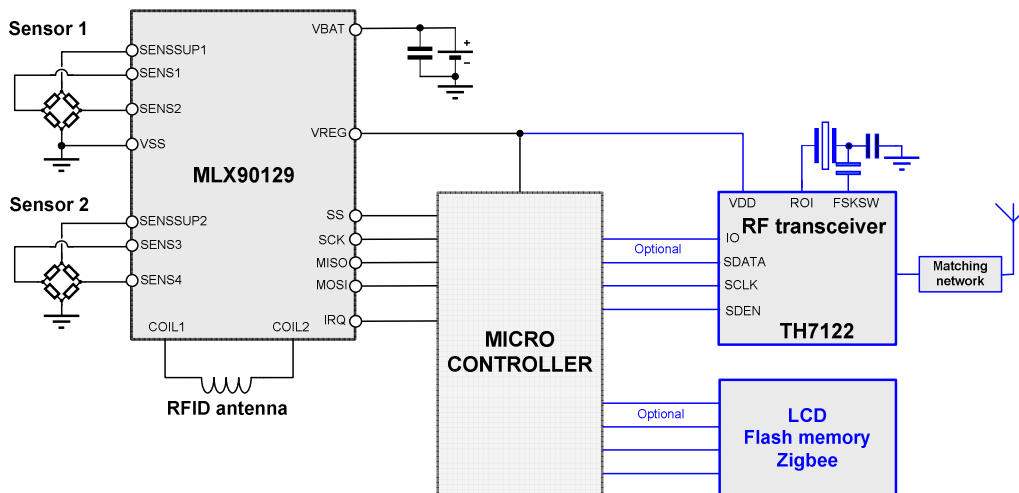 Sensor 1
SENSSUP1
SENS1
SENS2
VSS
VBAT
+
−
VREG
MLX90129
Sensor 2
SENSSUP2
SENS3
SENS4
SS
SCK
MISO
MOSI
IRQ
COIL1
COIL2
RFID antenna
MICRO
CONTROLLER
VDD
ROI
FSKSW
RF transceiver
IO
SDATA
SCLK
SDEN
TH7122
Optional
Matching
network
Optional
LCD
Flash memory
Zigbee